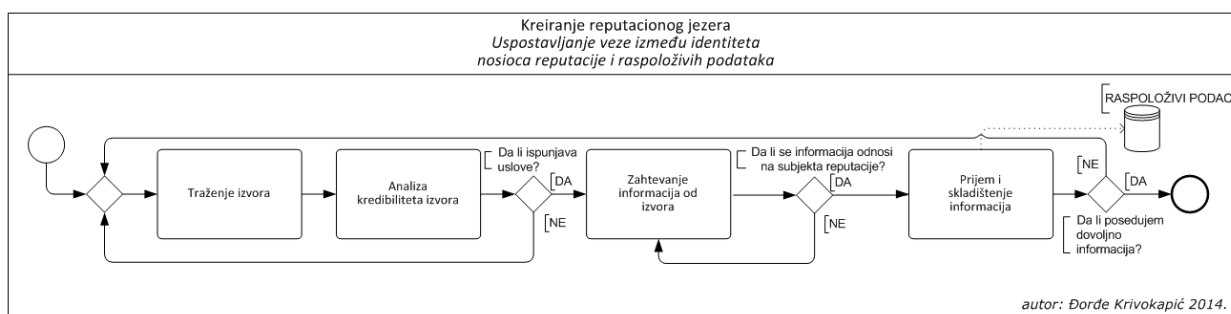 Kreiranje reputacionog jezera
Uspostavljanje veze između identiteta
nosioca reputacije i raspoloživih podataka
RASPOLOŽIVI PODAC
Traženje izvora
Analiza
kredibiliteta izvora
Da li ispunjava
uslove?
DA
NE
Zahtevanje
informacija od
izvora
Da li se informacija odnosi
na subjekta reputacije?
DA
NE
Prijem i
skladištenje
informacija
NE
DA
Da li posedujem
dovoljno
informacija?
autor: Đorđe Krivokapić 2014.